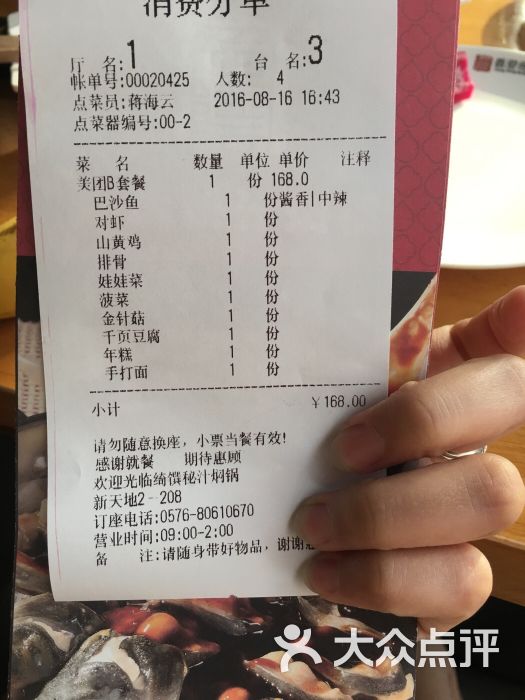 消费分单
厅 名:1 台 名:3
帐单号:00020425 人数: 4
点菜员:蒋海云 2016-08-16 16:43
点菜器编号:00-2
菜 名 数量 单位 单价 注释
美团B套餐 1 份 168.0
巴沙鱼 1 份酱香|中辣
对虾 1 份
山黄鸡 1 份
排骨 1 份
娃娃菜 1 份
菠菜 1 份
金针菇 1 份
千页豆腐 1 份
年糕 1 份
手打面 1 份
小计 ￥168.00
请勿随意换座，小票当餐有效!
感谢就餐 期待惠顾
欢迎光临绮馔秘汁焖锅
新天地2--208
订座电话:0576-80610670
营业时间:09:00-2:00
备 注:请随身带好物品，谢谢
大众点评